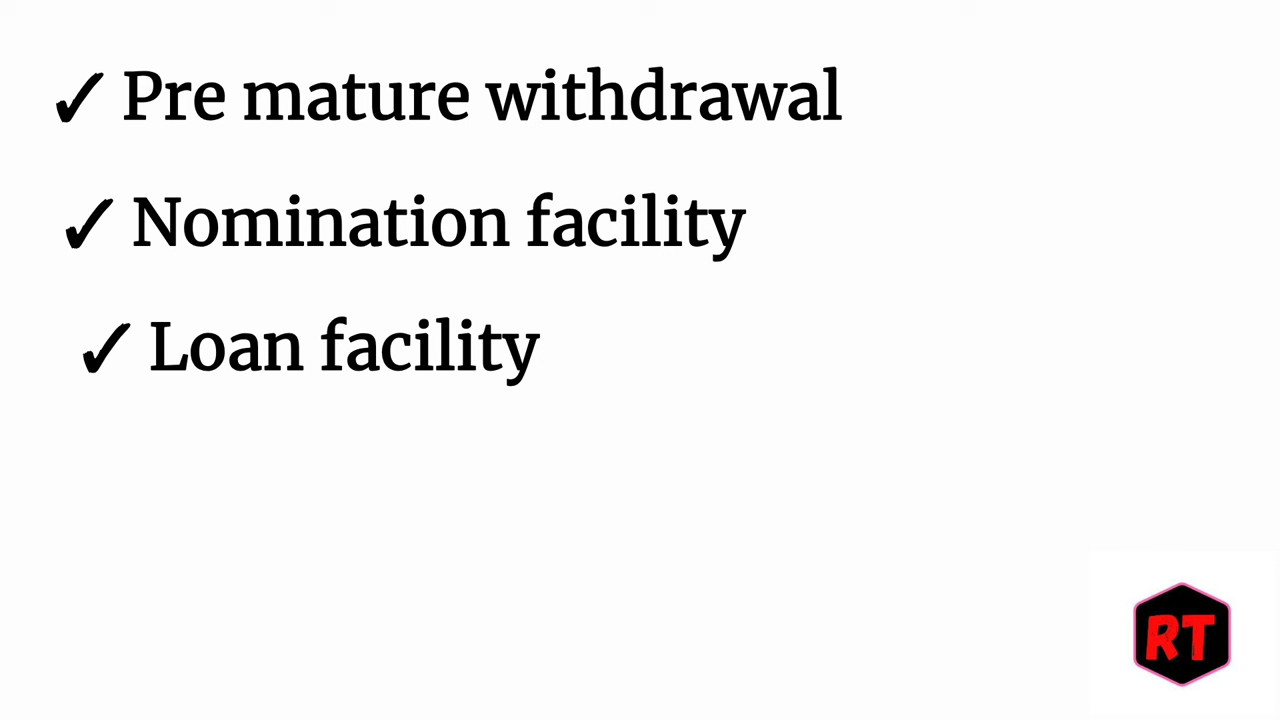 ✓ Pre mature withdrawal
✓ Nomination facility
✓ Loan facility
RT